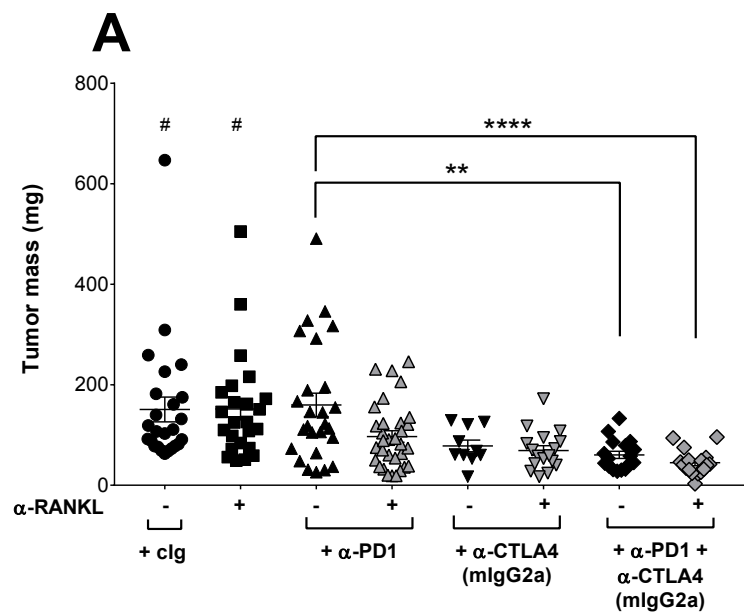 A
800
600
400
200
0
Tumor mass (mg)
# #
****
**
α-RANKL - + - + - + - +
+ cIg + α-PD1 + α-CTLA4 + α-PD1 +
(mIgG2a) α-CTLA4
(mIgG2a)